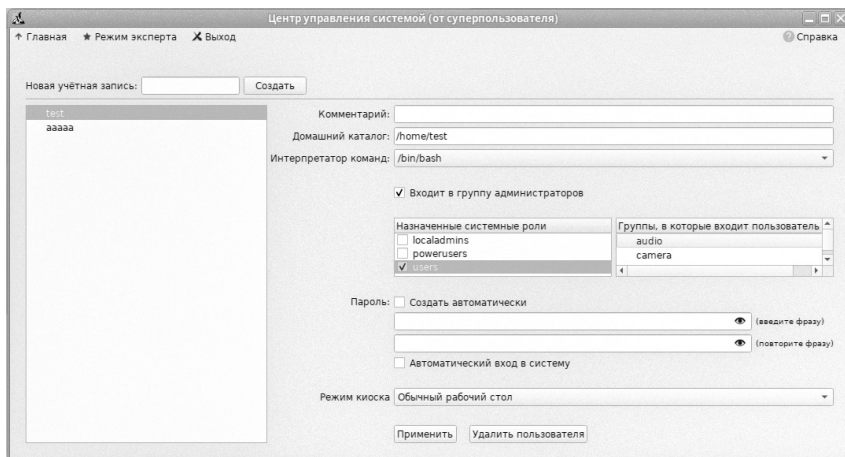 Центр управления системой (от суперпользователя)
Главная Режим эксперта Выход Справка
Новая учётная запись: Создать
test
aaaaa
Комментарий:
Домашний каталог: /home/test
Интерпретатор команд: /bin/bash
Входит в группу администраторов
Назначенные системные роли
localadmins
powerusers
users
Группы, в которые входит пользователь
audio
camera
Пароль: Создать автоматически
(введите фразу)
(повторите фразу)
Автоматический вход в систему
Режим киоска Обычный рабочий стол
Применить Удалить пользователя